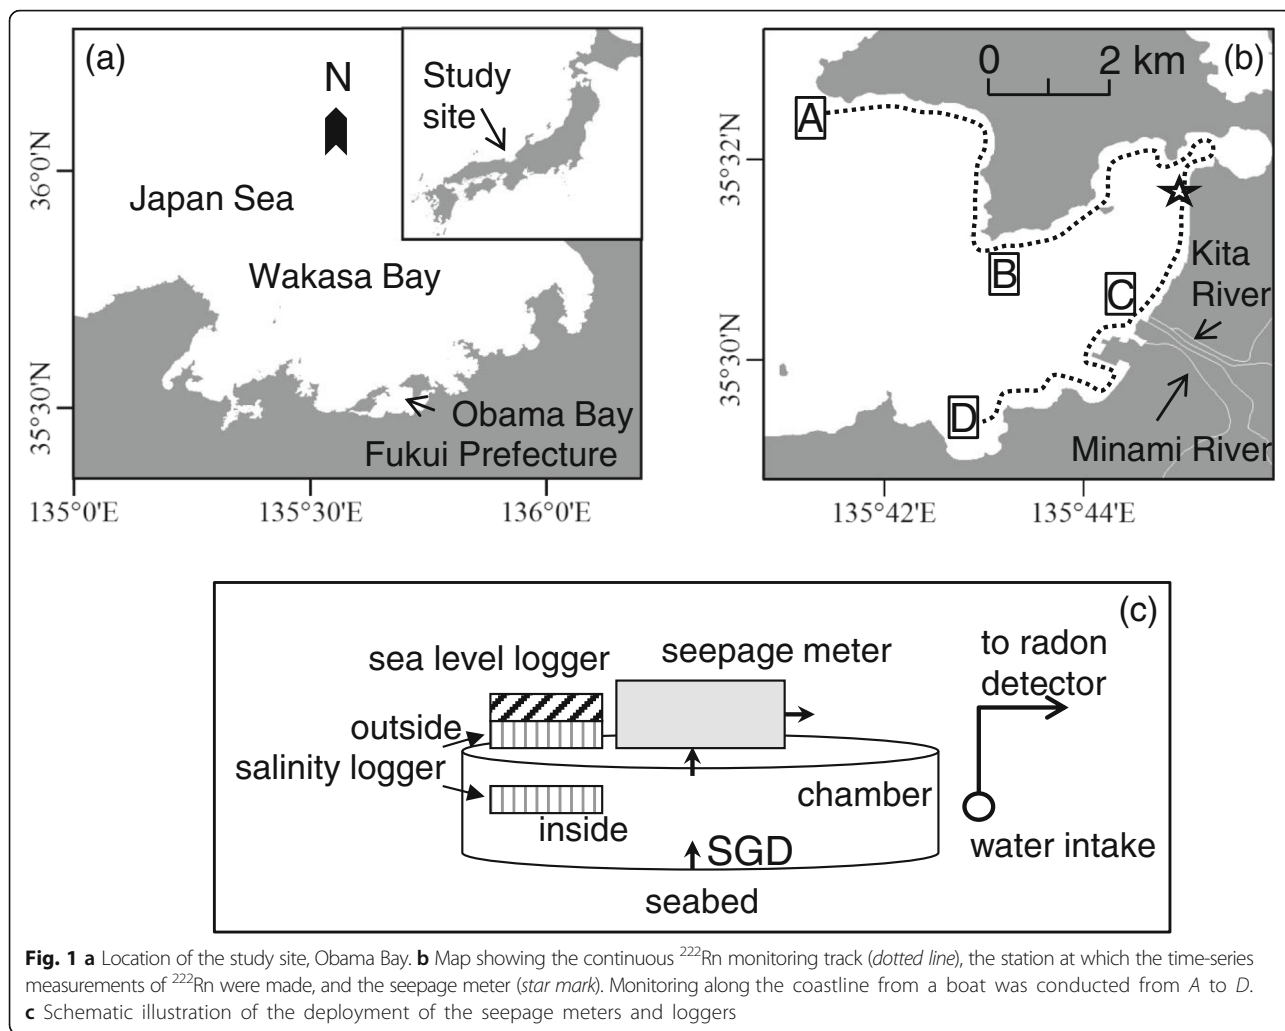 (a)
N
Study
site
36°0'N
Japan Sea
Wakasa Bay
35°30'N
Obama Bay
Fukui Prefecture
135°0'E
135°30'E
136°0'E
(b)
0
2 km
A
35°32'N
B
Kita
River
C
35°30'N
D
Minami River
135°42'E
135°44'E
(c)
sea level logger
seepage meter
to radon
detector
outside
salinity logger
chamber
inside
SGD
water intake
seabed
Fig. 1 a Location of the study site, Obama Bay. b Map showing the continuous ²²²Rn monitoring track (dotted line), the station at which the time-series
measurements of ²²²Rn were made, and the seepage meter (star mark). Monitoring along the coastline from a boat was conducted from A to D.
c Schematic illustration of the deployment of the seepage meters and loggers